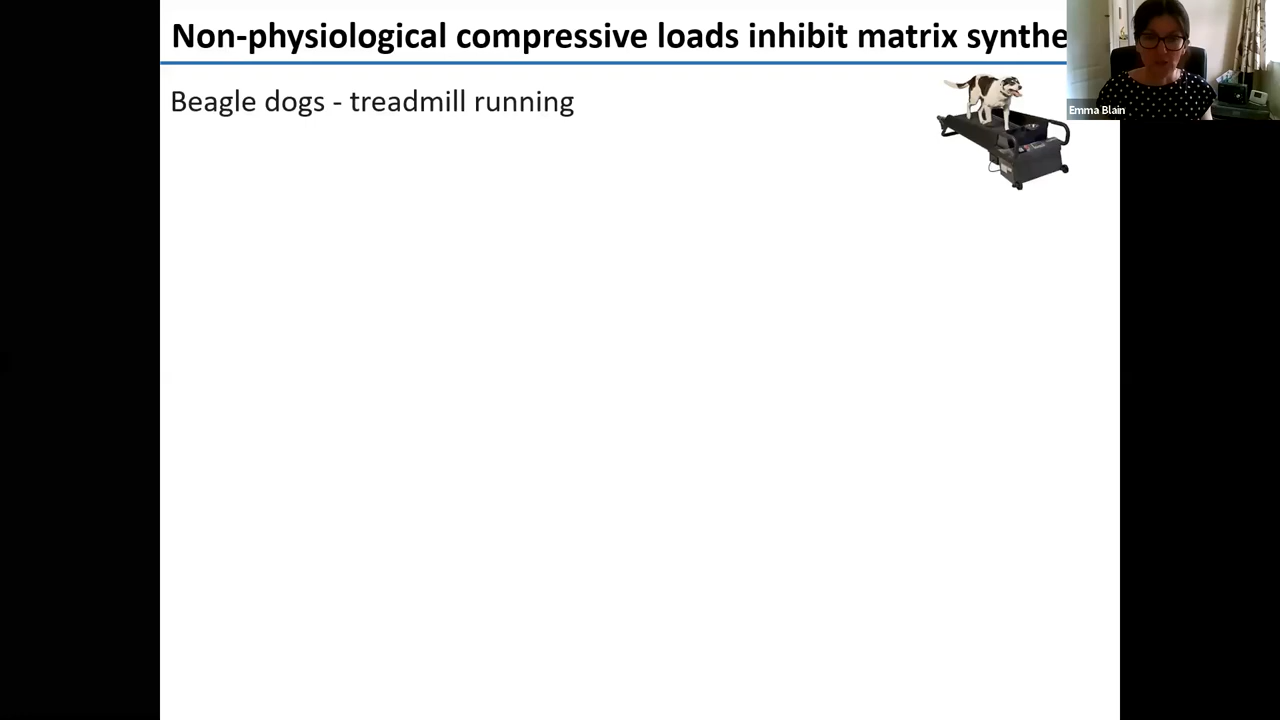 Non-physiological compressive loads inhibit matrix synthe
Emma Blain
Beagle dogs - treadmill running